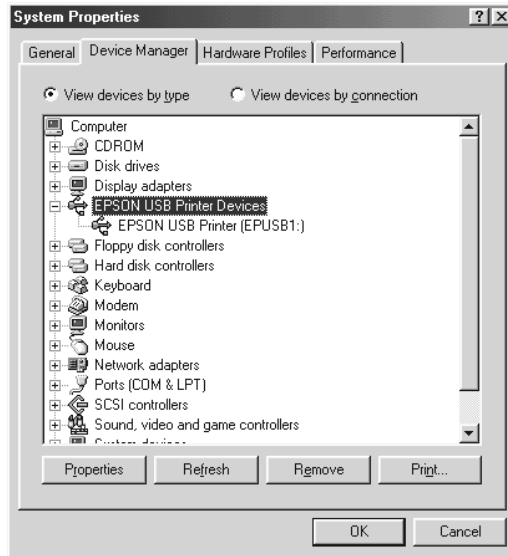 System Properties
General Device Manager Hardware Profiles Performance
View devices by type View devices by connection
Computer
CDROM
Disk drives
Display adapters
EPSON USB Printer Devices
EPSON USB Printer (EPUSB1:)
Floppy disk controllers
Hard disk controllers
Keyboard
Modem
Monitors
Mouse
Network adapters
Ports (COM & LPT)
SCSI controllers
Sound, video and game controllers
System devices
Properties Refresh Remove Print...
OK Cancel